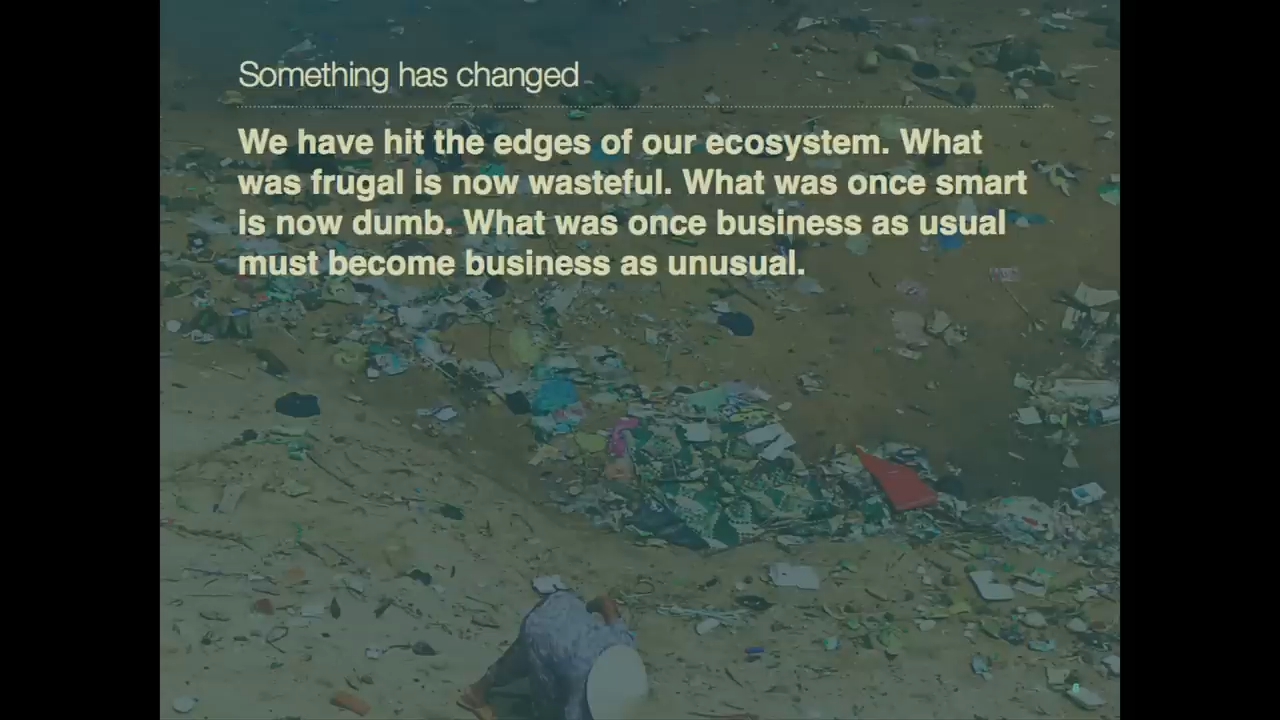 Something has changed
We have hit the edges of our ecosystem. What
was frugal is now wasteful. What was once smart
is now dumb. What was once business as usual
must become business as unusual.
8